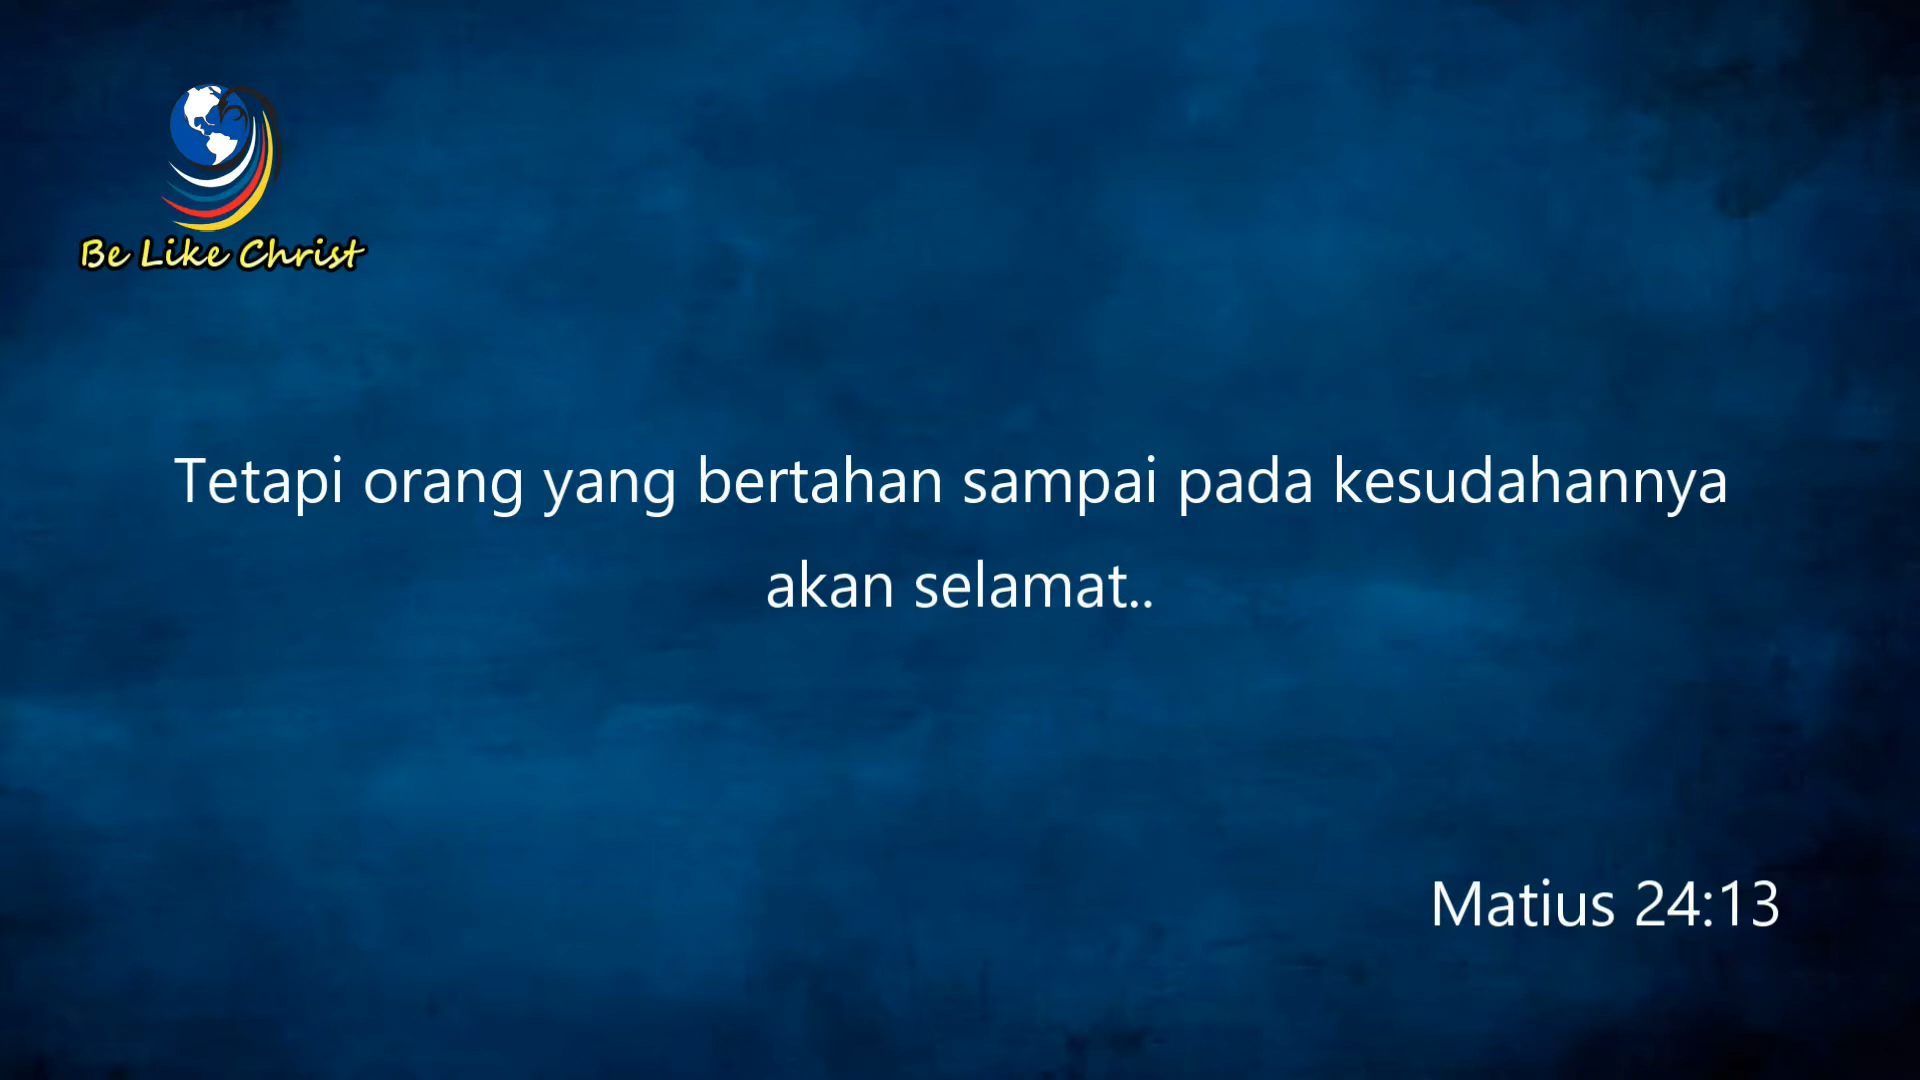 Be Like Christ
Tetapi orang yang bertahan sampai pada kesudahannya
akan selamat..
Matius 24:13